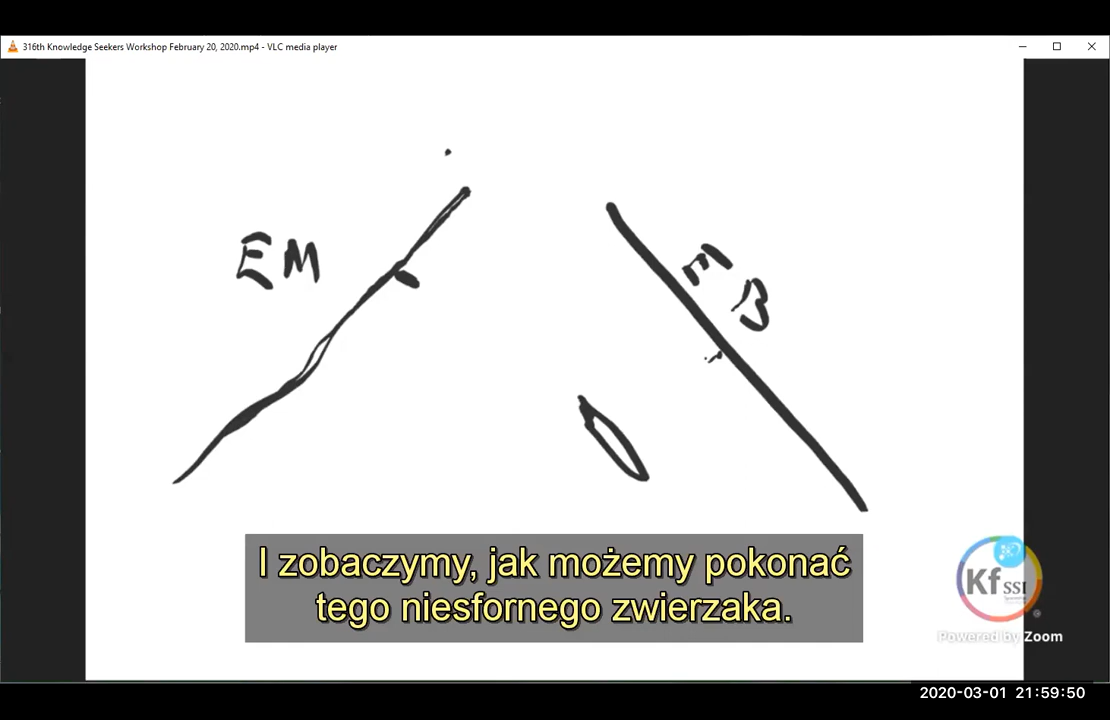 316th Knowledge Seekers Workshop February 20, 2020.mp4 - VLC media player
EM
EB
I zobaczymy, jak możemy pokonać
tego niesfornego zwierzaka.
Kf SSI
Powered by Zoom
2020-03-01 21:59:50